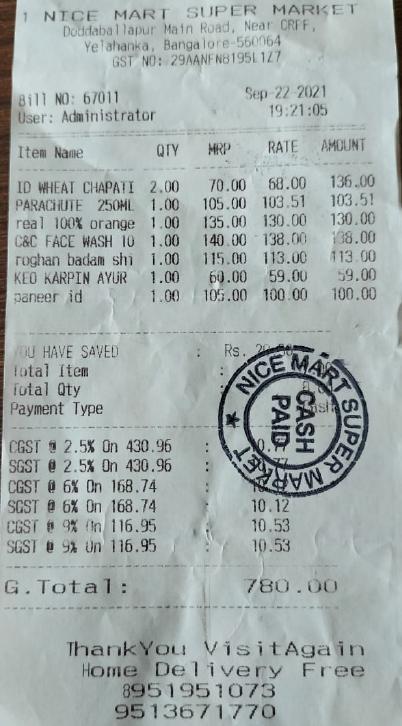 1 NICE MART SUPER MARKET
Doddaballapur Main Road, Near CRFF,
Yelahanka, Bangalore-560064
GST NO: 29AANFN8195L1Z7
Bill NO: 67011 Sep-22-2021
User: Administrator 19:21:05
Item Name QTY MRP RATE AMOUNT
ID WHEAT CHAPATI 2.00 70.00 68.00 136.00
PARACHUTE 250ML 1.00 105.00 103.51 103.51
real 100% orange 1.00 135.00 130.00 130.00
C&C FACE WASH 10 1.00 140.00 138.00 138.00
roghan badam shi 1.00 115.00 113.00 113.00
KEO KARPIN AYUR 1.00 60.00 59.00 59.00
paneer id 1.00 105.00 100.00 100.00
YOU HAVE SAVED : Rs.
Total Item :
Total Qty
Payment Type
NICE MART SUPER MARKET
CASH
PAID
CGST @ 2.5% On 430.96 :
SGST @ 2.5% On 430.96 :
CGST @ 6% On 168.74 :
SGST @ 6% On 168.74 : 10.12
CGST @ 9% On 116.95 : 10.53
SGST @ 9% On 116.95 : 10.53
G.Total: 780.00
ThankYou VisitAgain
Home Delivery Free
8951951073
9513671770